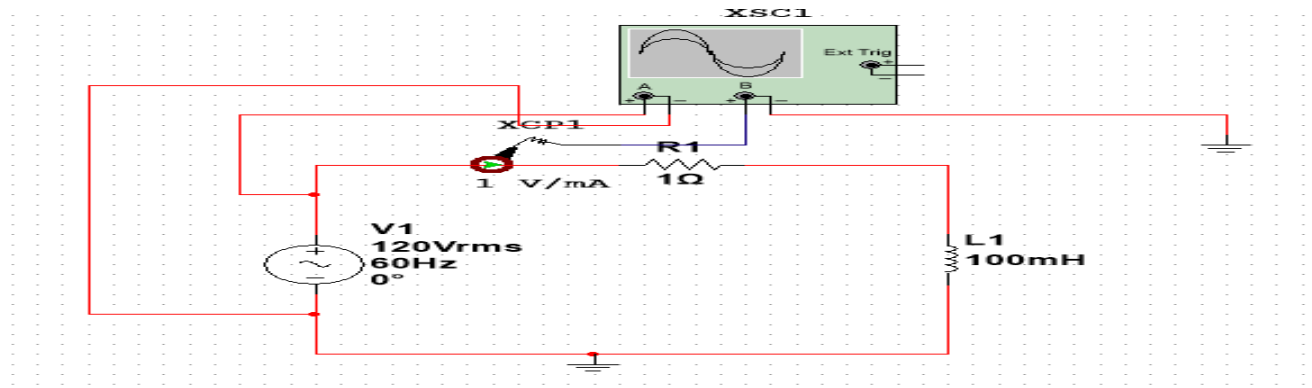 XSC1
Ext Trig
+
−
A
B
+
−
+
−
XCP1
R1
1 V/mA
1Ω
V1
120Vrms
60Hz
0°
+
−
L1
100mH